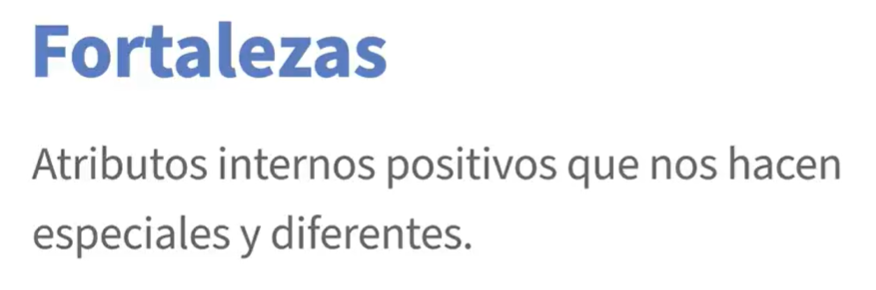 Fortalezas
Atributos internos positivos que nos hacen
especiales y diferentes.